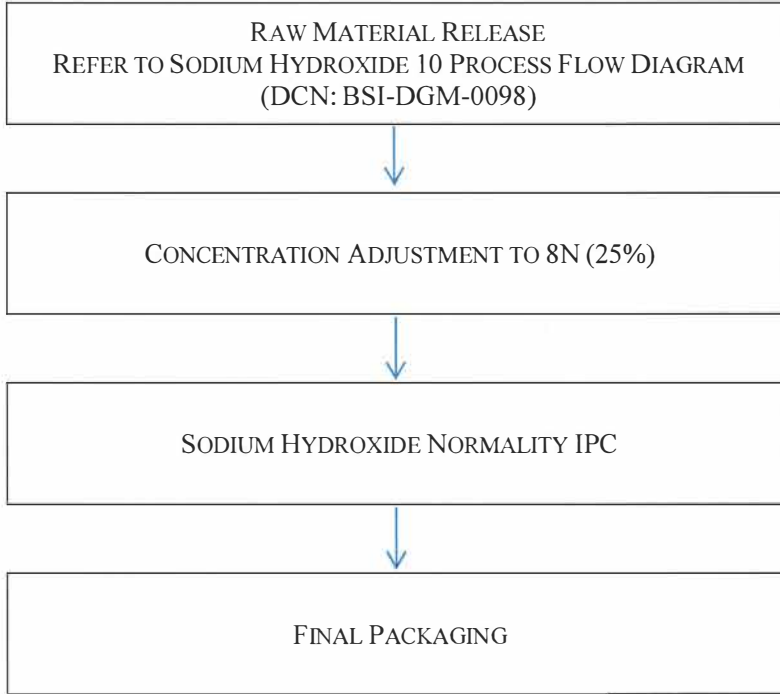 RAW MATERIAL RELEASE
REFER TO SODIUM HYDROXIDE 10 PROCESS FLOW DIAGRAM
(DCN: BSI-DGM-0098)
CONCENTRATION ADJUSTMENT TO 8N (25%)
SODIUM HYDROXIDE NORMALITY IPC
FINAL PACKAGING